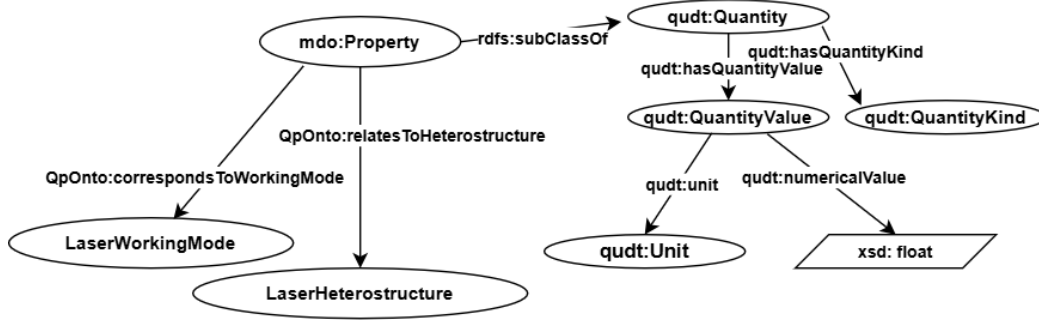 qudt:Quantity
mdo:Property
rdfs:subClassOf
qudt:hasQuantityKind
qudt:hasQuantityValue
qudt:QuantityValue
qudt:QuantityKind
QpOnto:relatesToHeterostructure
QpOnto:correspondsToWorkingMode
qudt:unit
qudt:numericalValue
LaserWorkingMode
qudt:Unit
xsd: float
LaserHeterostructure